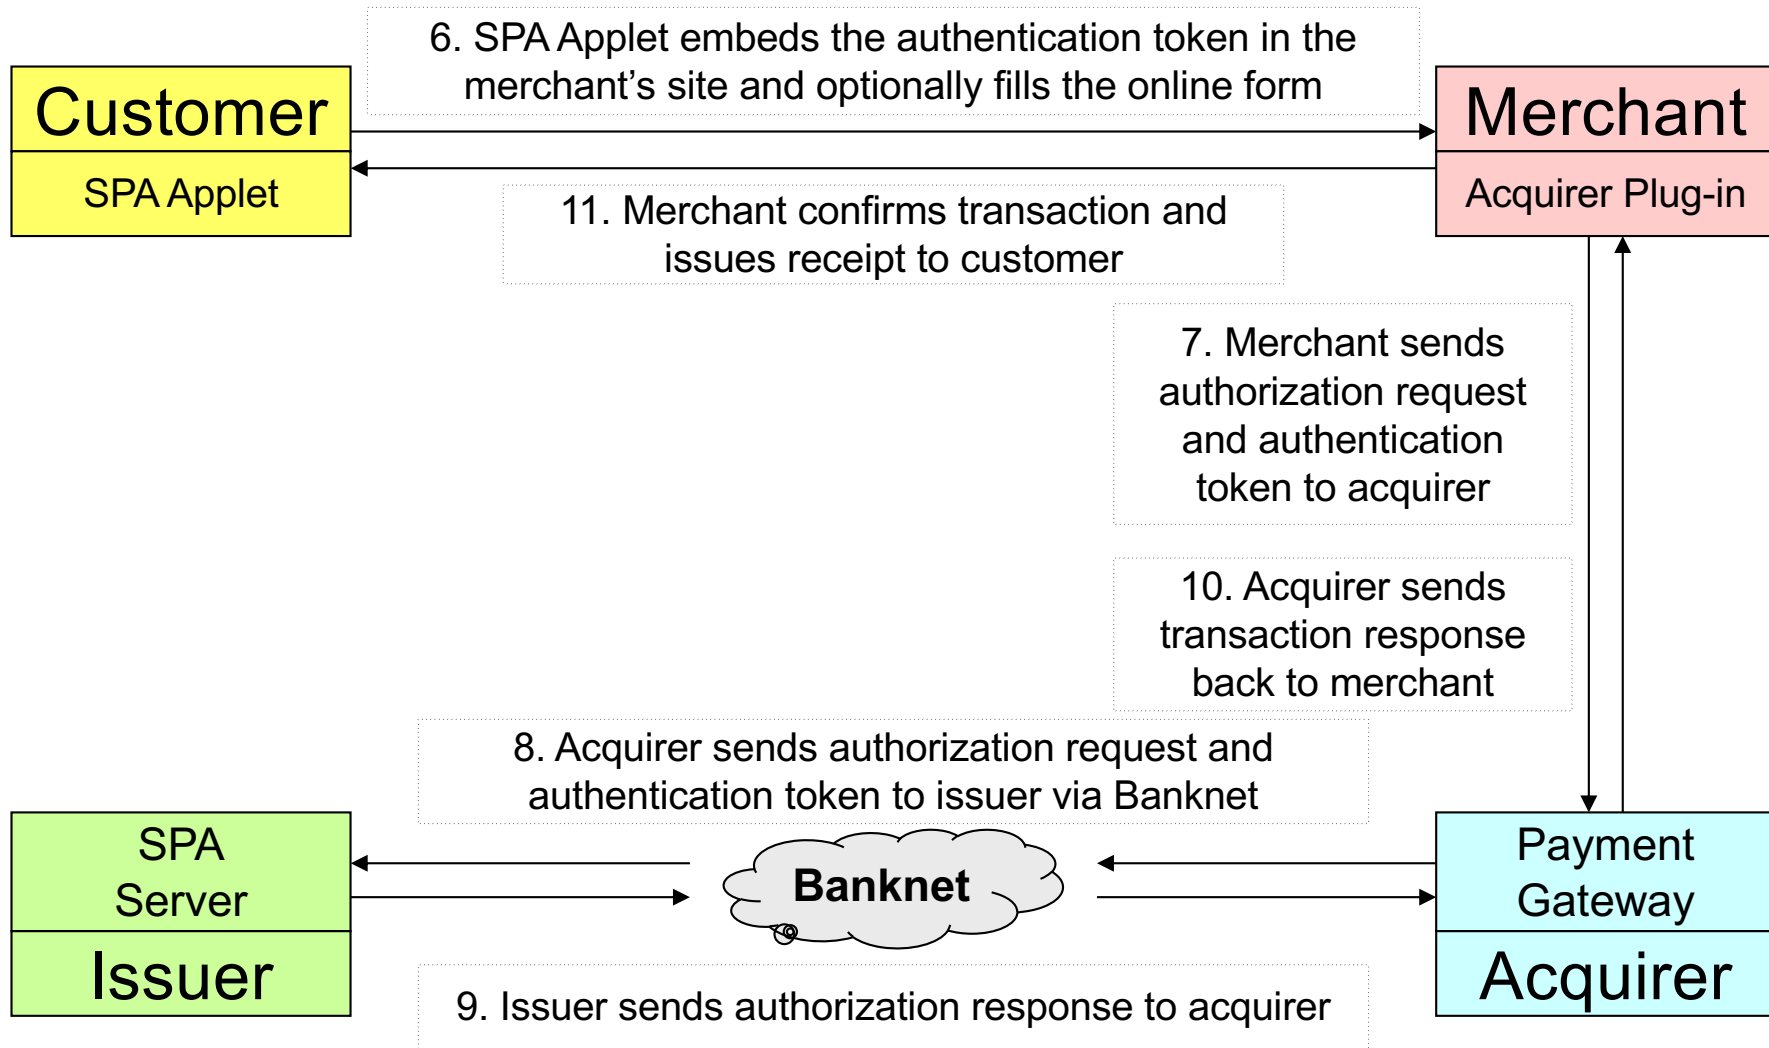 6. SPA Applet embeds the authentication token in the
merchant’s site and optionally fills the online form
Customer
SPA Applet
Merchant
Acquirer Plug-in
11. Merchant confirms transaction and
issues receipt to customer
7. Merchant sends
authorization request
and authentication
token to acquirer
10. Acquirer sends
transaction response
back to merchant
8. Acquirer sends authorization request and
authentication token to issuer via Banknet
SPA
Server
Issuer
Banknet
Payment
Gateway
Acquirer
9. Issuer sends authorization response to acquirer